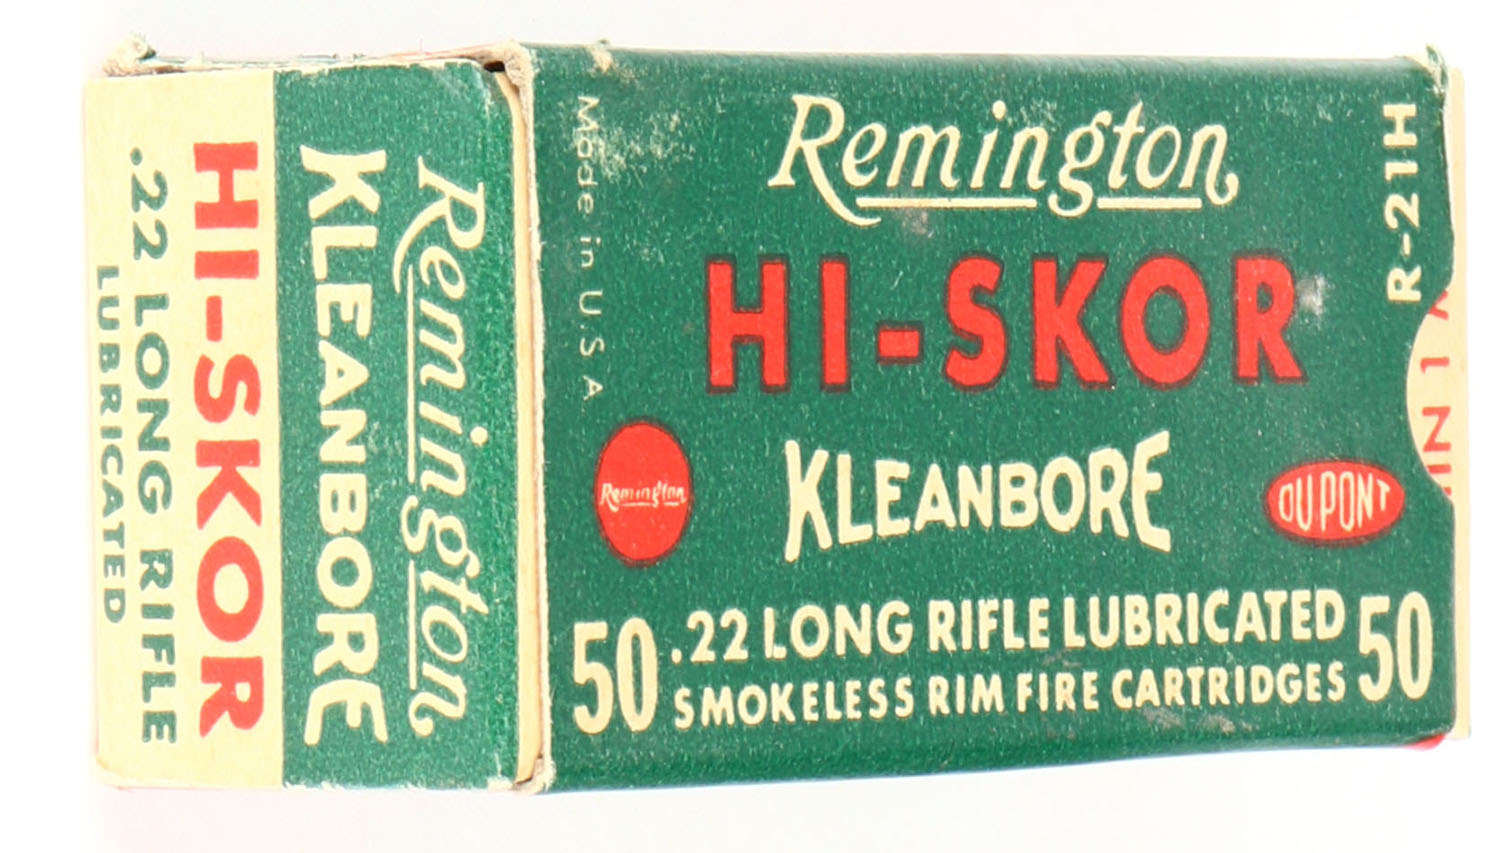 Remington
KLEANBORE
HI-SKOR
.22 LONG RIFLE
LUBRICATED
Made in U.S.A.
Remington
R-21H
HI-SKOR
Remington
KLEANBORE
DU PONT
50 .22 LONG RIFLE LUBRICATED 50
SMOKELESS RIM FIRE CARTRIDGES